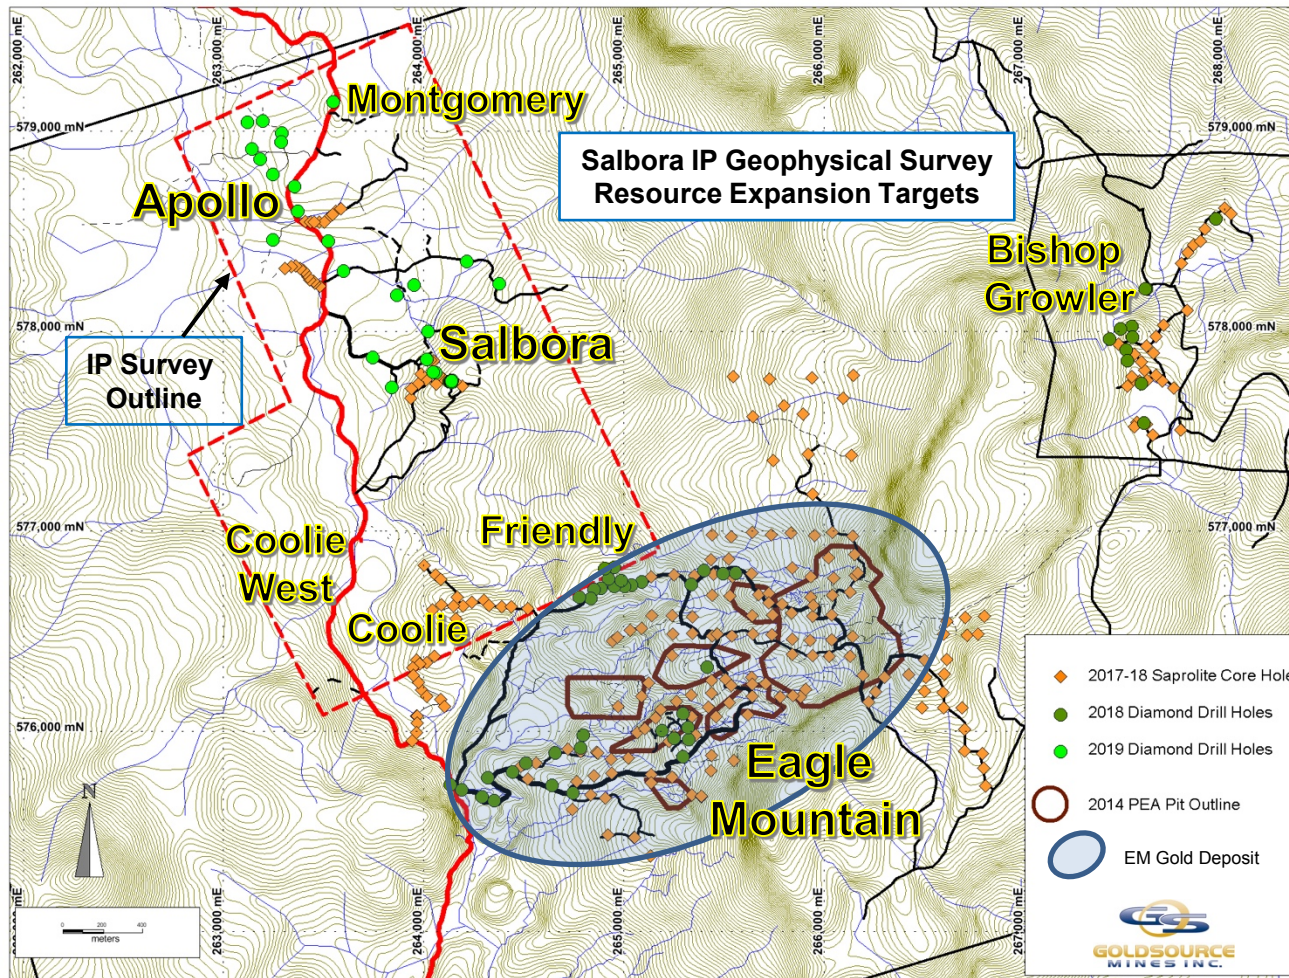 262,000 mE
263,000 mE
264,000 mE
265,000 mE
266,000 mE
267,000 mE
268,000 mE
Montgomery
579,000 mN
579,000 mN
Salbora IP Geophysical Survey
Resource Expansion Targets
Apollo
Bishop
Growler
578,000 mN
578,000 mN
Salbora
IP Survey
Outline
577,000 mN
577,000 mN
Friendly
Coolie
West
Coolie
576,000 mN
2017-18 Saprolite Core Hole
2018 Diamond Drill Holes
2019 Diamond Drill Holes
2014 PEA Pit Outline
EM Gold Deposit
Eagle
Mountain
N
0 200 400
meters
263,000 mE
264,000 mE
265,000 mE
266,000 mE
267,000 mE
GS
GOLDSOURCE
MINES INC.